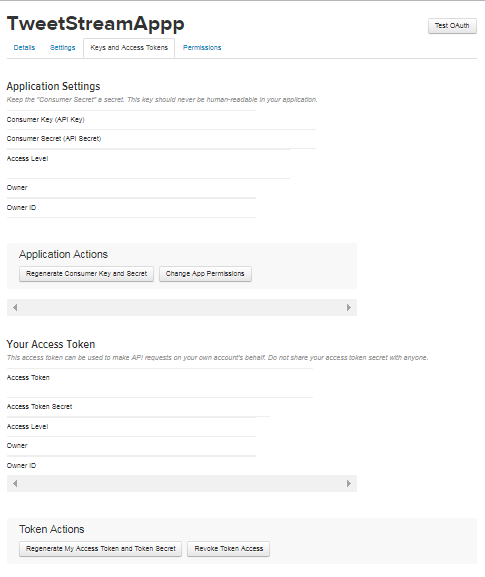 TweetStreamAppp
Test OAuth
Details Settings Keys and Access Tokens Permissions
Application Settings
Keep the "Consumer Secret" a secret. This key should never be human-readable in your application.
Consumer Key (API Key)
Consumer Secret (API Secret)
Access Level
Owner
Owner ID
Application Actions
Regenerate Consumer Key and Secret Change App Permissions
Your Access Token
This access token can be used to make API requests on your own account's behalf. Do not share your access token secret with anyone.
Access Token
Access Token Secret
Access Level
Owner
Owner ID
Token Actions
Regenerate My Access Token and Token Secret Revoke Token Access